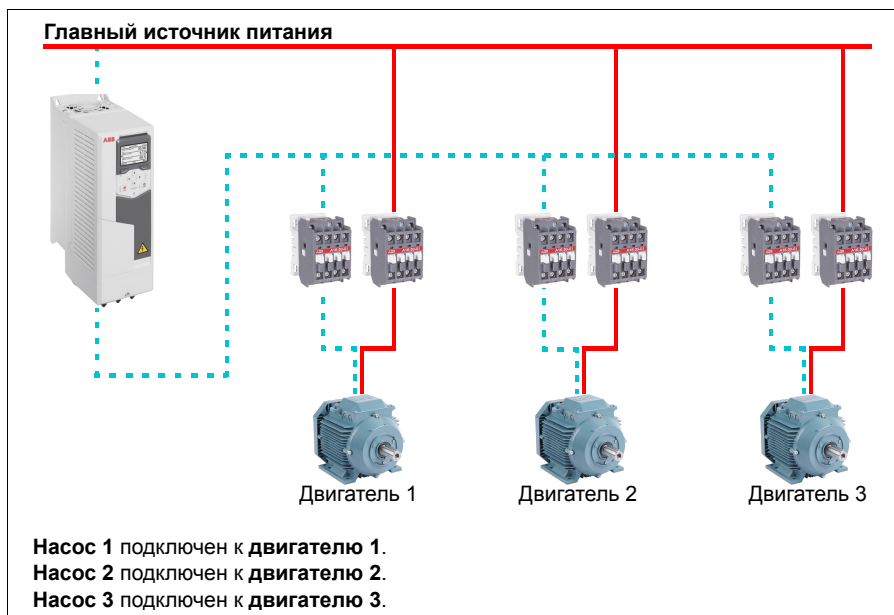 Главный источник питания
ABB
Двигатель 1
Двигатель 2
Двигатель 3
Насос 1 подключен к двигателю 1.
Насос 2 подключен к двигателю 2.
Насос 3 подключен к двигателю 3.